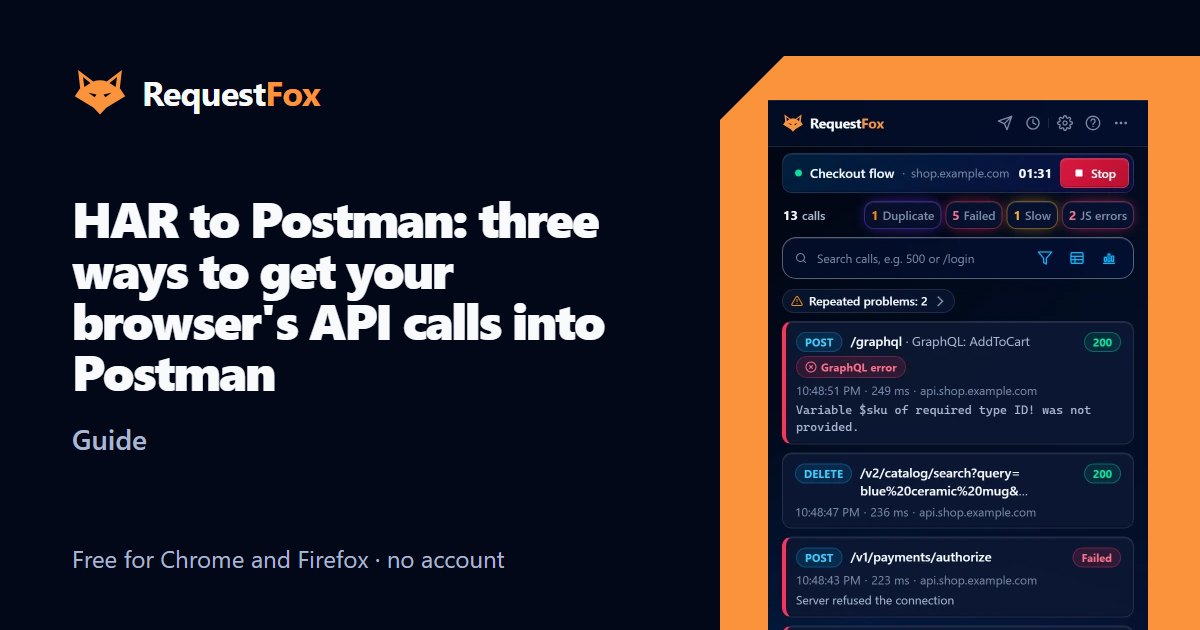 RequestFox
HAR to Postman: three
ways to get your
browser's API calls into
Postman
Guide
Free for Chrome and Firefox · no account
RequestFox
Checkout flow · shop.example.com 01:31 Stop
13 calls 1 Duplicate 5 Failed 1 Slow 2 JS errors
Search calls, e.g. 500 or /login
Repeated problems: 2
POST /graphql · GraphQL: AddToCart 200
GraphQL error
10:48:51 PM · 249 ms · api.shop.example.com
Variable $sku of required type ID! was not
provided.
DELETE /v2/catalog/search?query= 200
blue%20ceramic%20mug&…
10:48:47 PM · 236 ms · api.shop.example.com
POST /v1/payments/authorize Failed
10:48:43 PM · 223 ms · api.shop.example.com
Server refused the connection